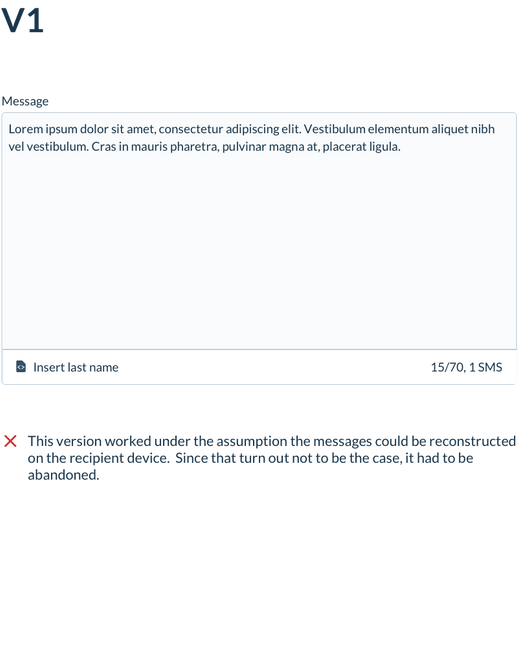 V1
Message
Lorem ipsum dolor sit amet, consectetur adipiscing elit. Vestibulum elementum aliquet nibh
vel vestibulum. Cras in mauris pharetra, pulvinar magna at, placerat ligula.
Insert last name
15/70, 1 SMS
This version worked under the assumption the messages could be reconstructed
on the recipient device. Since that turn out not to be the case, it had to be
abandoned.